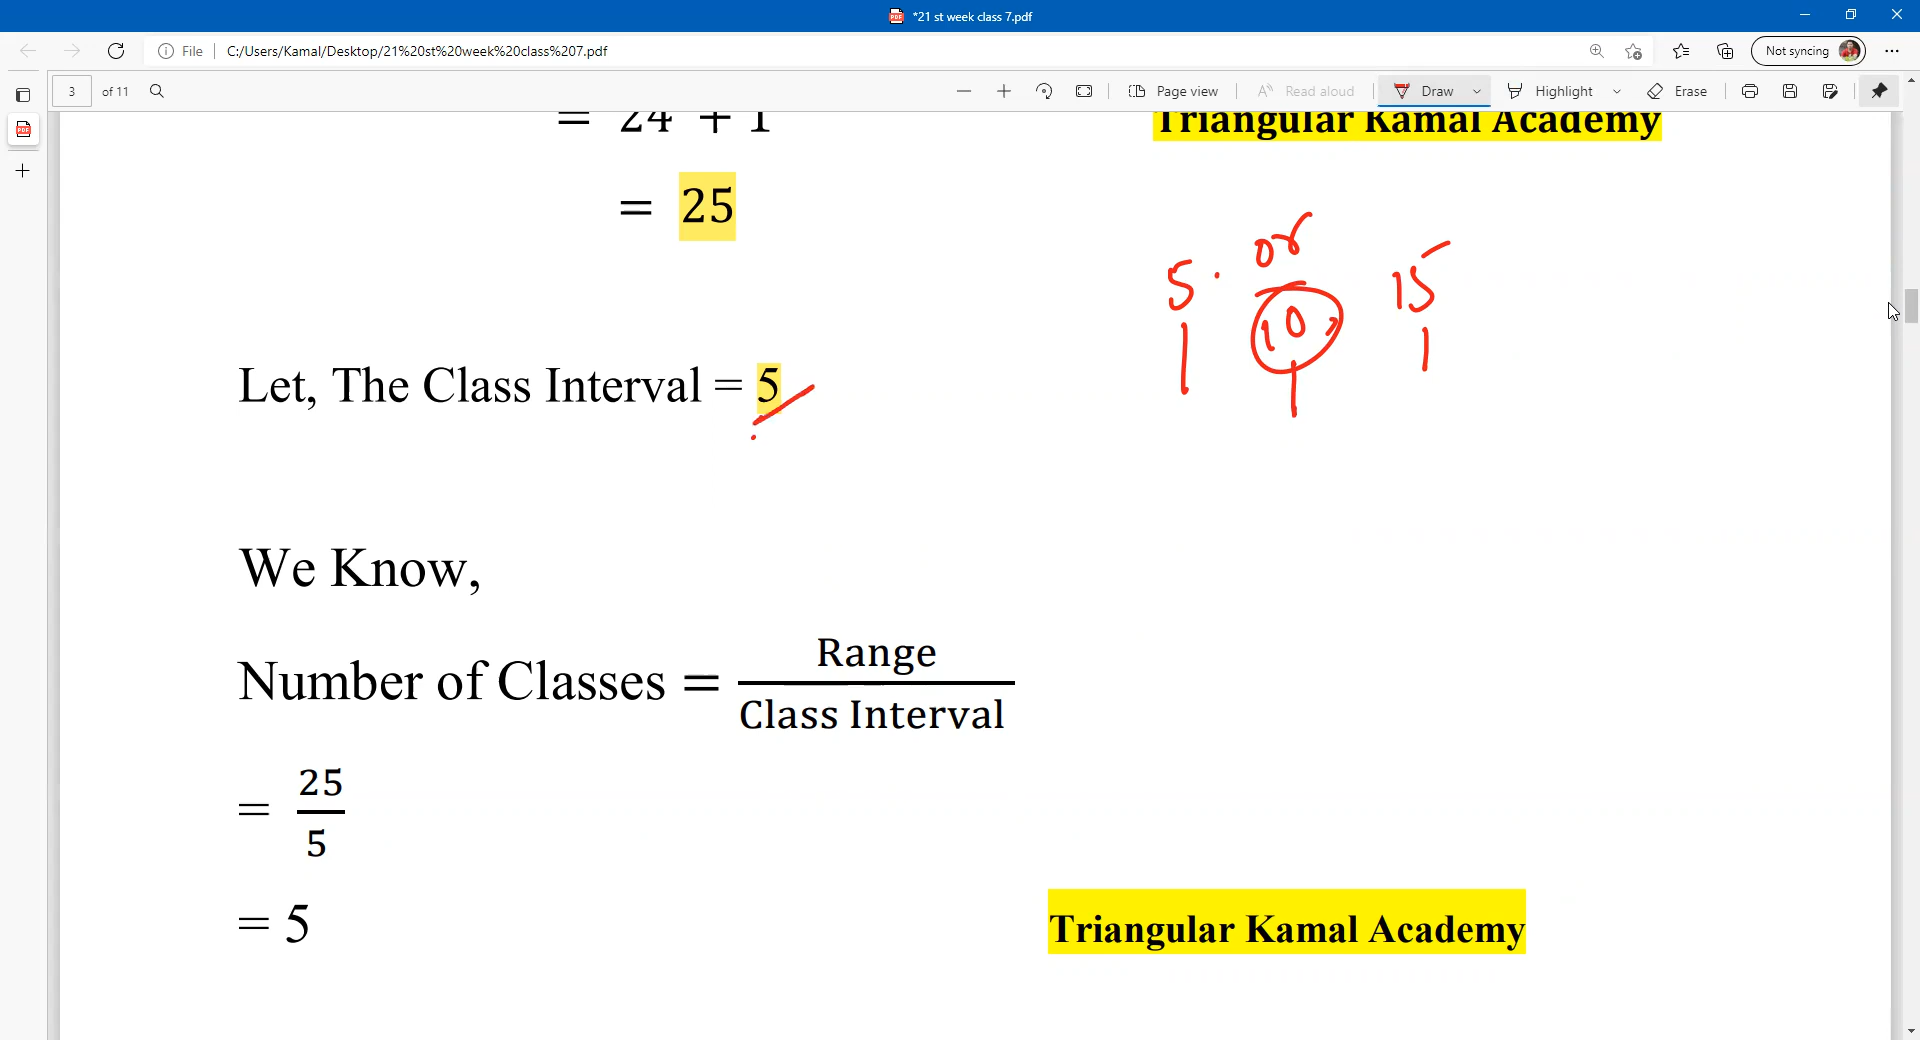 *21 st week class 7.pdf
File C:/Users/Kamal/Desktop/21%20st%20week%20class%207.pdf Not syncing
3 of 11 Page view Read aloud Draw Highlight Erase
= 24 + 1 Triangular Kamal Academy
= 25
or
5. 15
10,
Let, The Class Interval = 5
We Know,
Number of Classes = Range
Class Interval
= 25
5
= 5
Triangular Kamal Academy